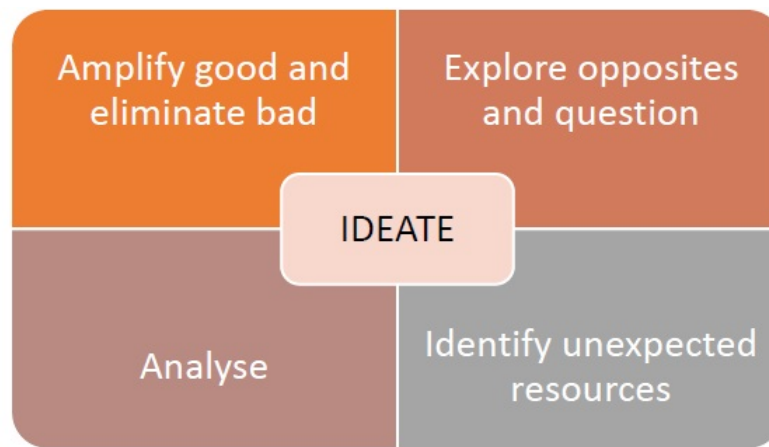 Amplify good and
eliminate bad
Explore opposites
and question
IDEATE
Analyse
Identify unexpected
resources